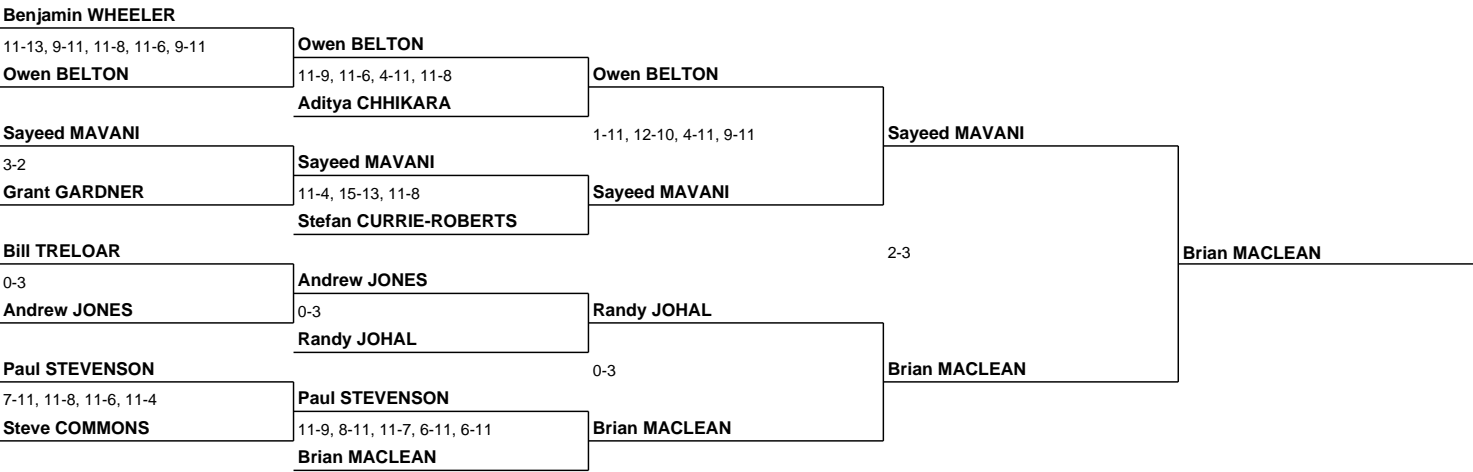 Benjamin WHEELER
11-13, 9-11, 11-8, 11-6, 9-11
Owen BELTON
Sayeed MAVANI
3-2
Grant GARDNER
Bill TRELOAR
0-3
Andrew JONES
Paul STEVENSON
7-11, 11-8, 11-6, 11-4
Steve COMMONS
Owen BELTON
11-9, 11-6, 4-11, 11-8
Aditya CHHIKARA
Sayeed MAVANI
11-4, 15-13, 11-8
Stefan CURRIE-ROBERTS
Andrew JONES
0-3
Randy JOHAL
Paul STEVENSON
11-9, 8-11, 11-7, 6-11, 6-11
Brian MACLEAN
Owen BELTON
1-11, 12-10, 4-11, 9-11
Sayeed MAVANI
Randy JOHAL
0-3
Brian MACLEAN
Sayeed MAVANI
2-3
Brian MACLEAN
Brian MACLEAN